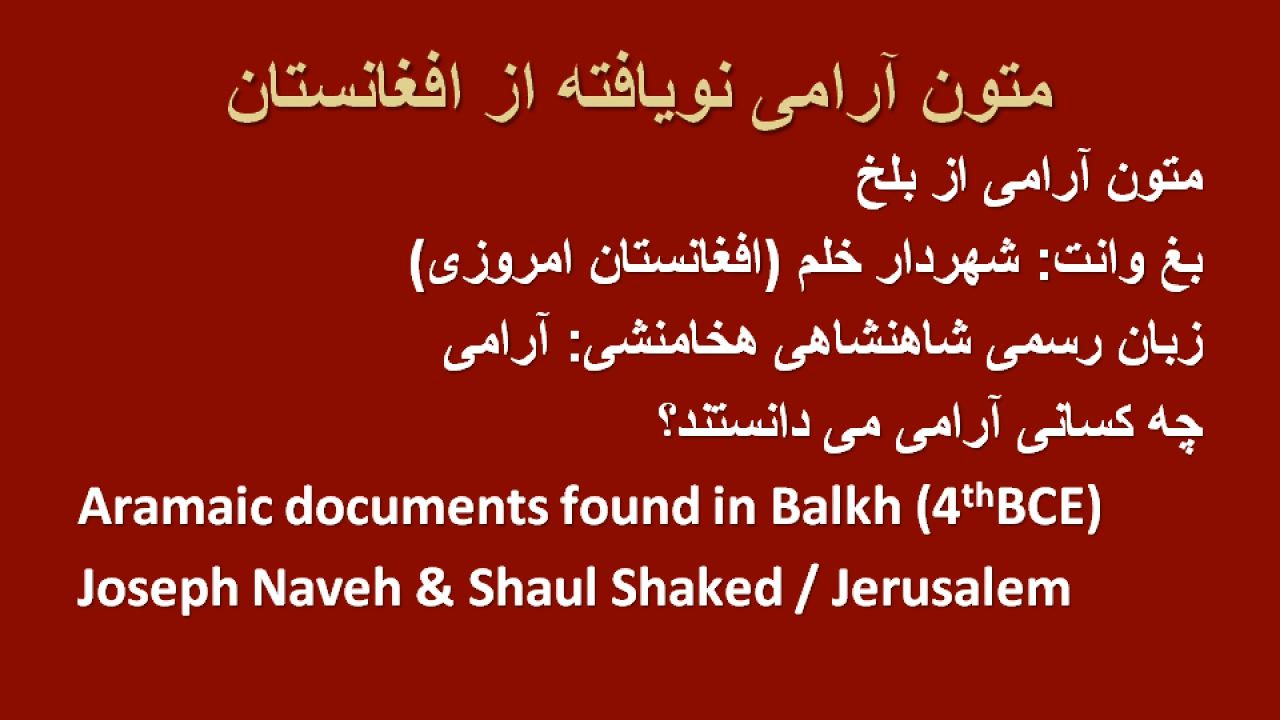 متون آرامی نویافته از افغانستان
متون آرامی از بلخ
بغ وانت: شهردار خلم (افغانستان امروزی)
زبان رسمی شاهنشاهی هخامنشی: آرامی
چه کسانی آرامی می دانستند؟
Aramaic documents found in Balkh (4thBCE)
Joseph Naveh & Shaul Shaked / Jerusalem